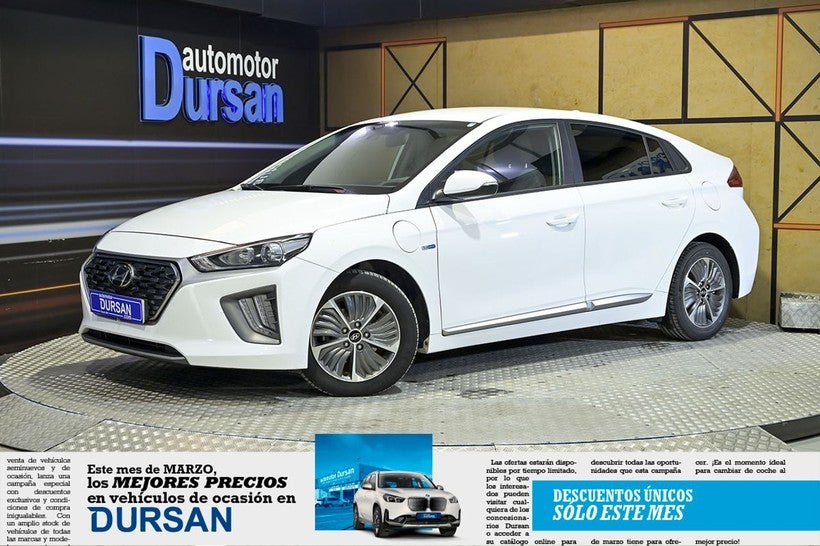 automotor
Dursan
automotor
DURSAN
.com
venta de vehículos
seminuevos y de
ocasión, lanza una
campaña especial
con descuentos
exclusivos y condi-
ciones de compra
inigualables. Con
un amplio stock de
vehículos de todas
las marcas y mode-
Este mes de MARZO,
los MEJORES PRECIOS
en vehículos de ocasión en
DURSAN
automotor Dursan
Las ofertas estarán dispo-
nibles por tiempo limitado,
por lo que
los interesa-
dos pueden
visitar cual-
quiera de los
concesiona-
rios Dursan
o acceder a
su catálogo online para
descubrir todas las oportu-
nidades que esta campaña
de marzo tiene para ofre-
cer. ¡Es el momento ideal
para cambiar de coche al
mejor precio!
DESCUENTOS ÚNICOS
SÓLO ESTE MES